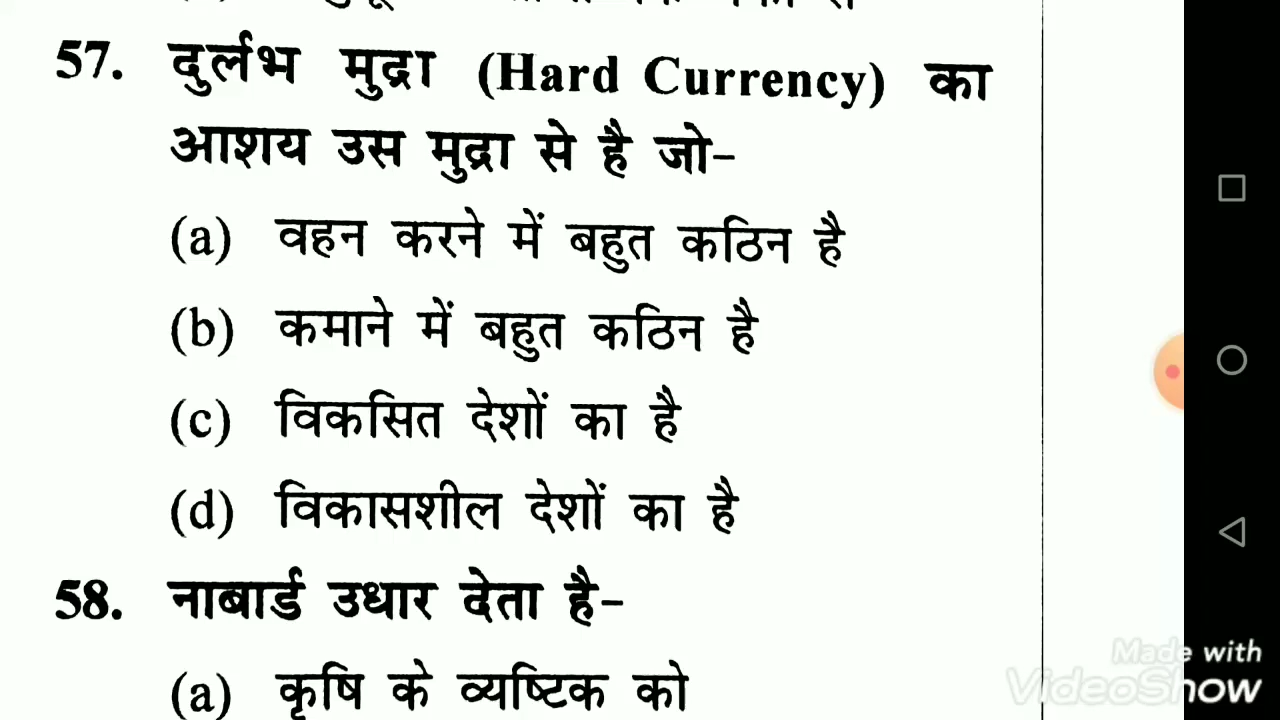 57. दुर्लभ मुद्रा (Hard Currency) का
आशय उस मुद्रा से है जो-
(a) वहन करने में बहुत कठिन है
(b) कमाने में बहुत कठिन है
(c) विकसित देशों का है
(d) विकासशील देशों का है
58. नाबार्ड उधार देता है-
(a) कृषि के व्यष्टिक को
Made with
VideoShow